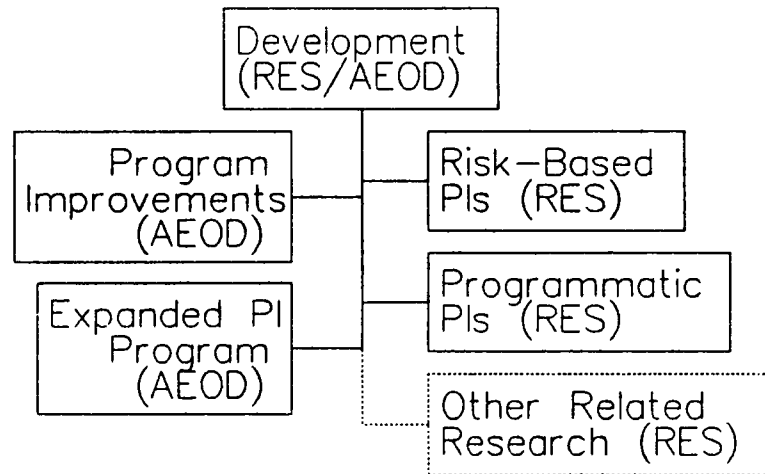 Development
(RES/AEOD)
Program
Improvements
(AEOD)
Risk-Based
PIs (RES)
Expanded PI
Program
(AEOD)
Programmatic
PIs (RES)
Other Related
Research (RES)